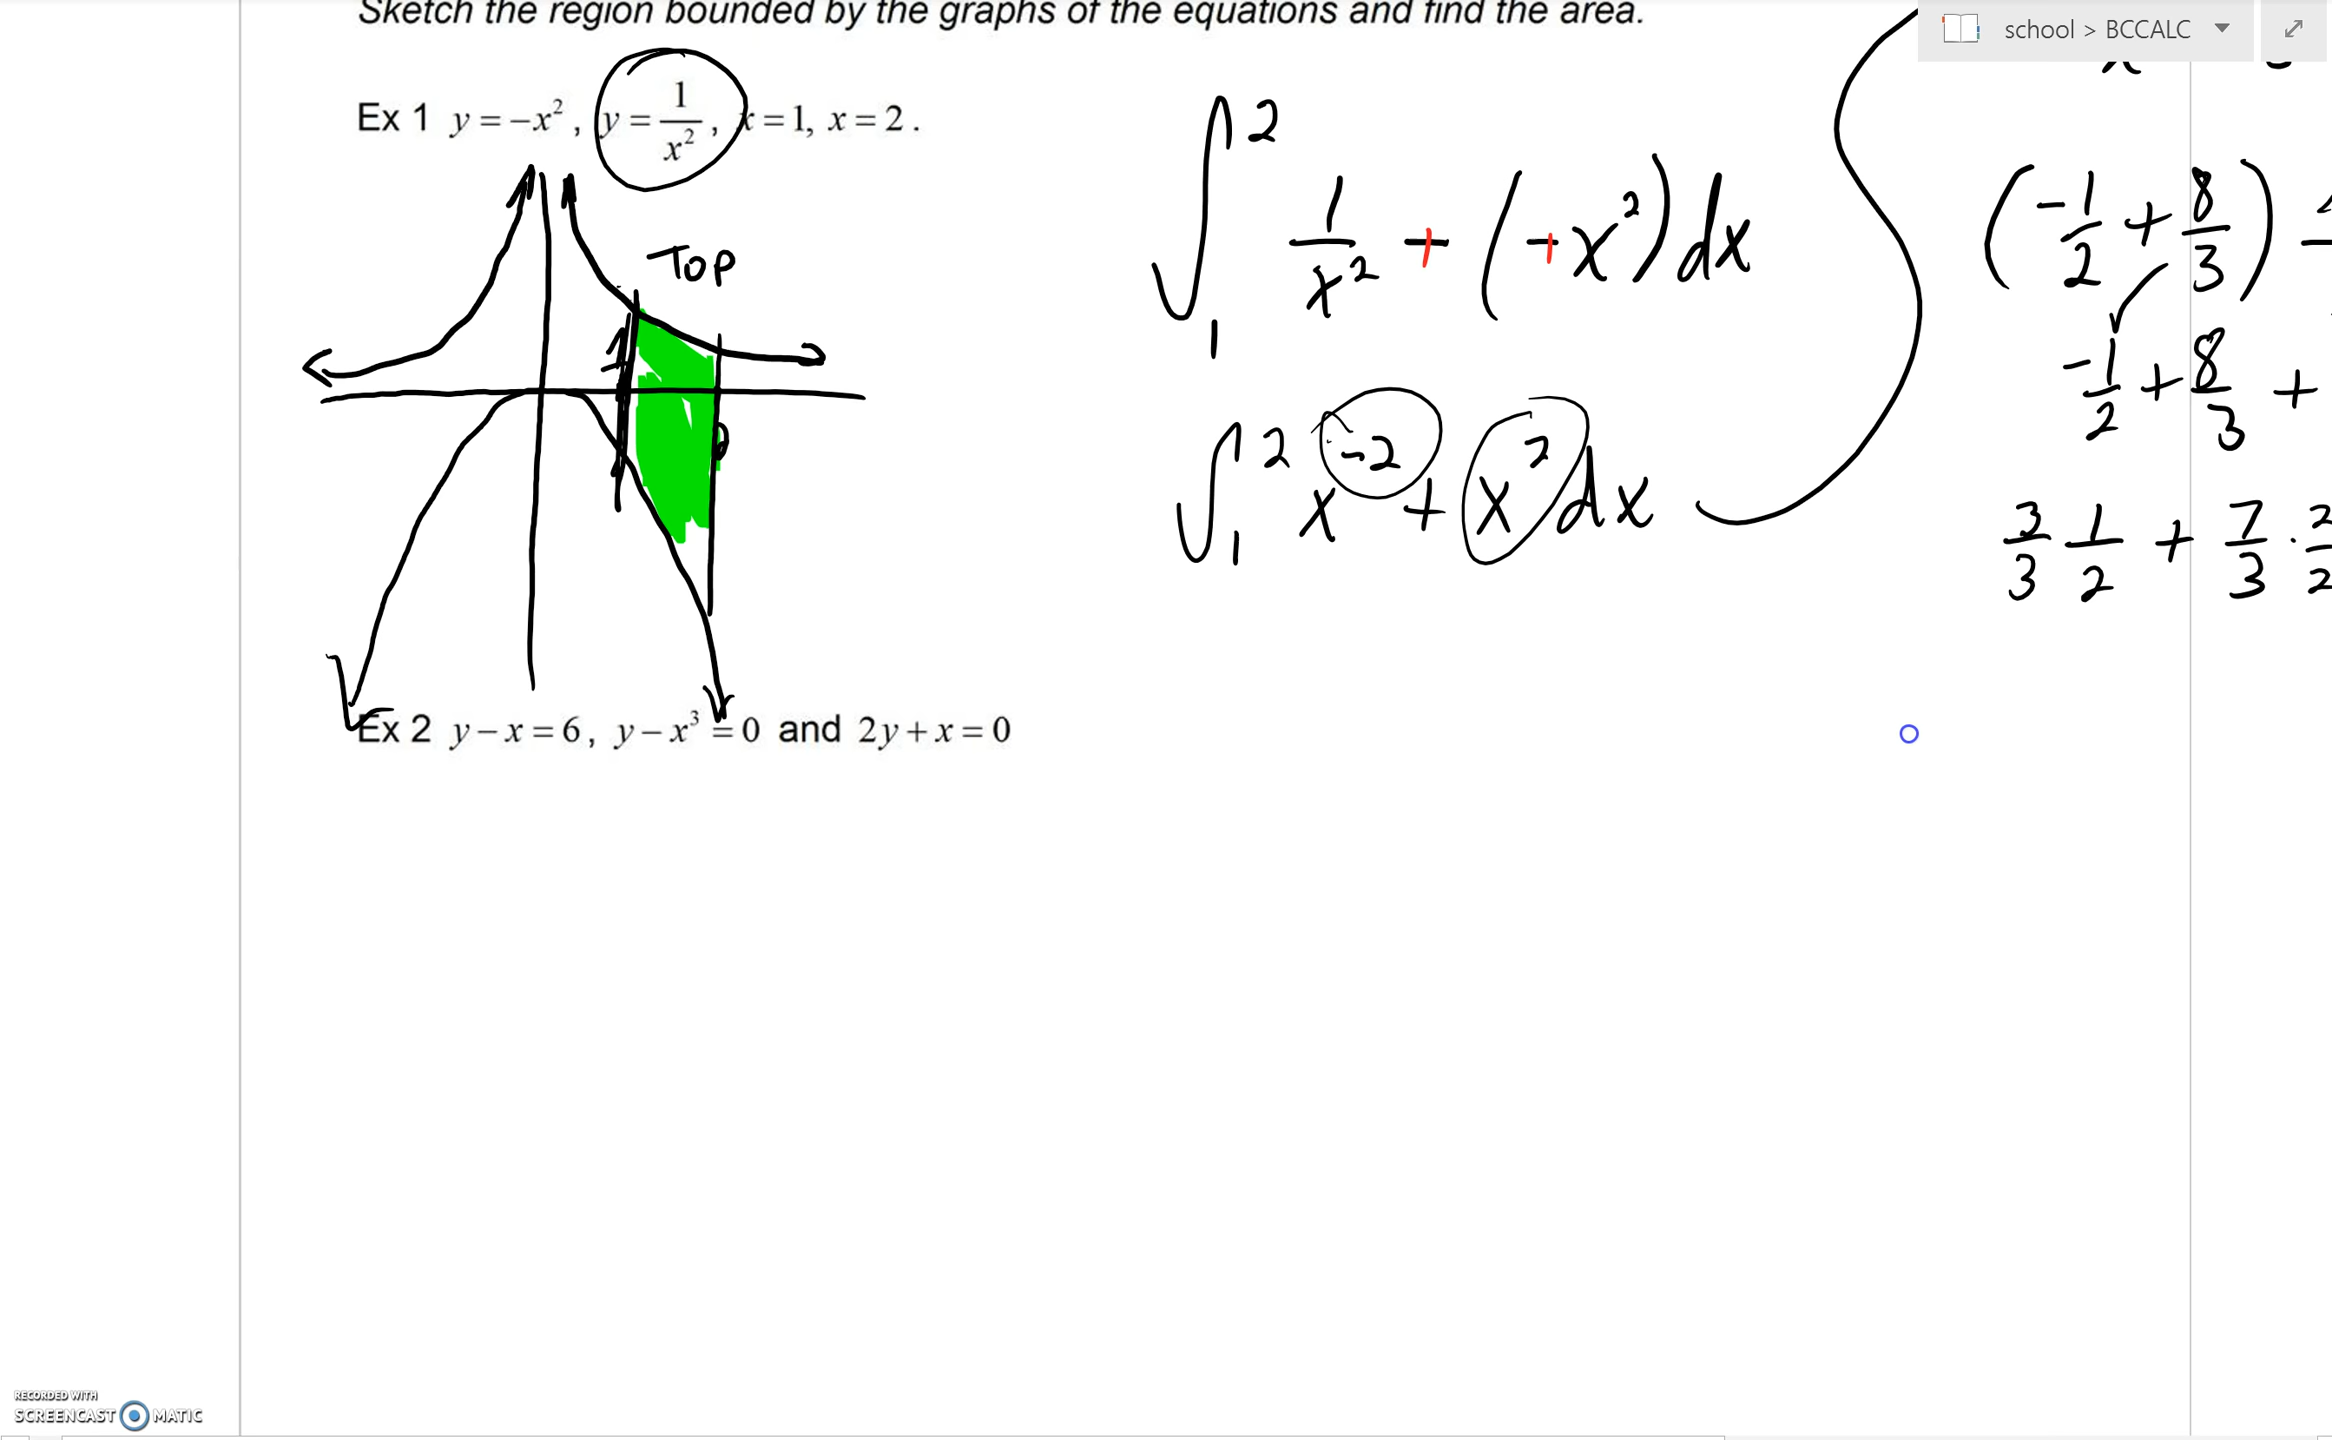 Sketch the region bounded by the graphs of the equations and find the area.
school > BCCALC
Ex 1 y = −x², y = 1/x², x = 1, x = 2.
Top
∫₁² 1/x² + (+x²) dx
∫₁² x⁻² + x² dx
(-1/2 + 8/3) -
-1/2 + 8/3 +
3/3 1/2 + 7/3 · 2/2
Ex 2 y − x = 6, y − x³ = 0 and 2y + x = 0
RECORDED WITH
SCREENCAST MATIC